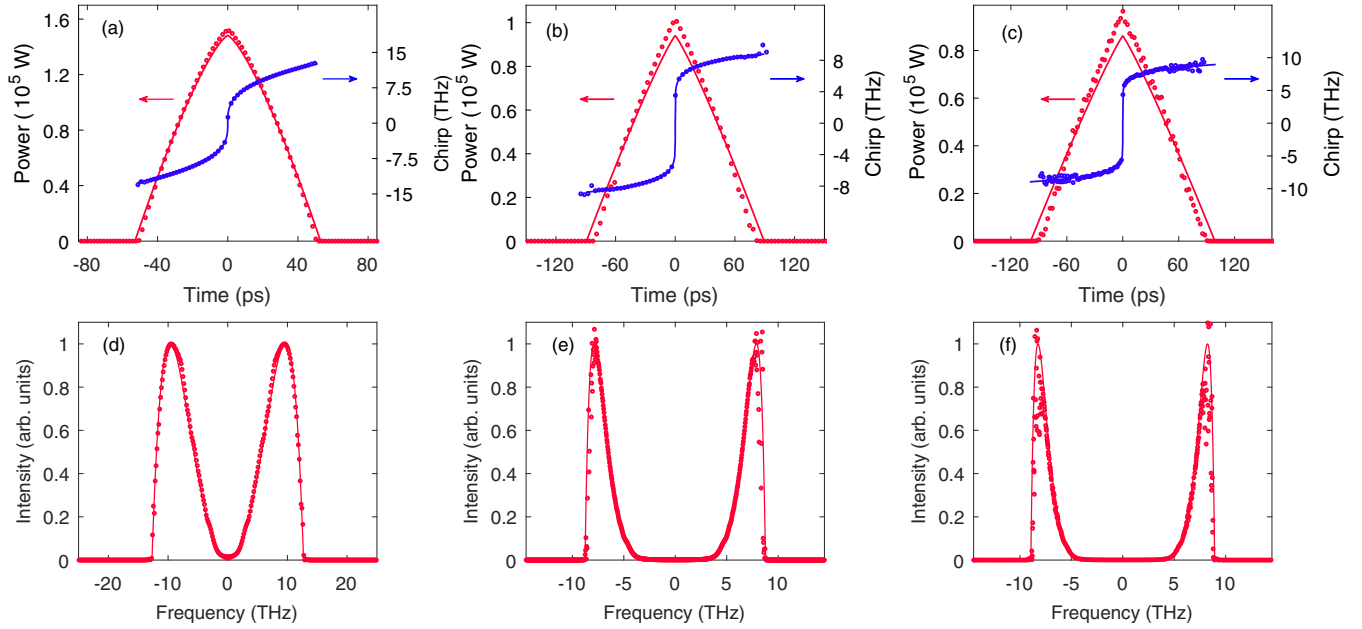 (a)
Power (10⁵ W)
1.6
1.2
0.8
0.4
0
15
7.5
0
-7.5
-15
Chirp (THz)
-80 -40 0 40 80
Time (ps)
(b)
Power (10⁵ W)
1
0.8
0.6
0.4
0.2
0
8
4
0
-4
-8
Chirp (THz)
-120 -60 0 60 120
Time (ps)
(c)
Power (10⁵ W)
0.8
0.6
0.4
0.2
0
10
5
0
-5
-10
Chirp (THz)
-120 -60 0 60 120
Time (ps)
(d)
Intensity (arb. units)
1
0.8
0.6
0.4
0.2
0
-20 -10 0 10 20
Frequency (THz)
(e)
Intensity (arb. units)
1
0.8
0.6
0.4
0.2
0
-10 -5 0 5 10
Frequency (THz)
(f)
Intensity (arb. units)
1
0.8
0.6
0.4
0.2
0
-10 -5 0 5 10
Frequency (THz)